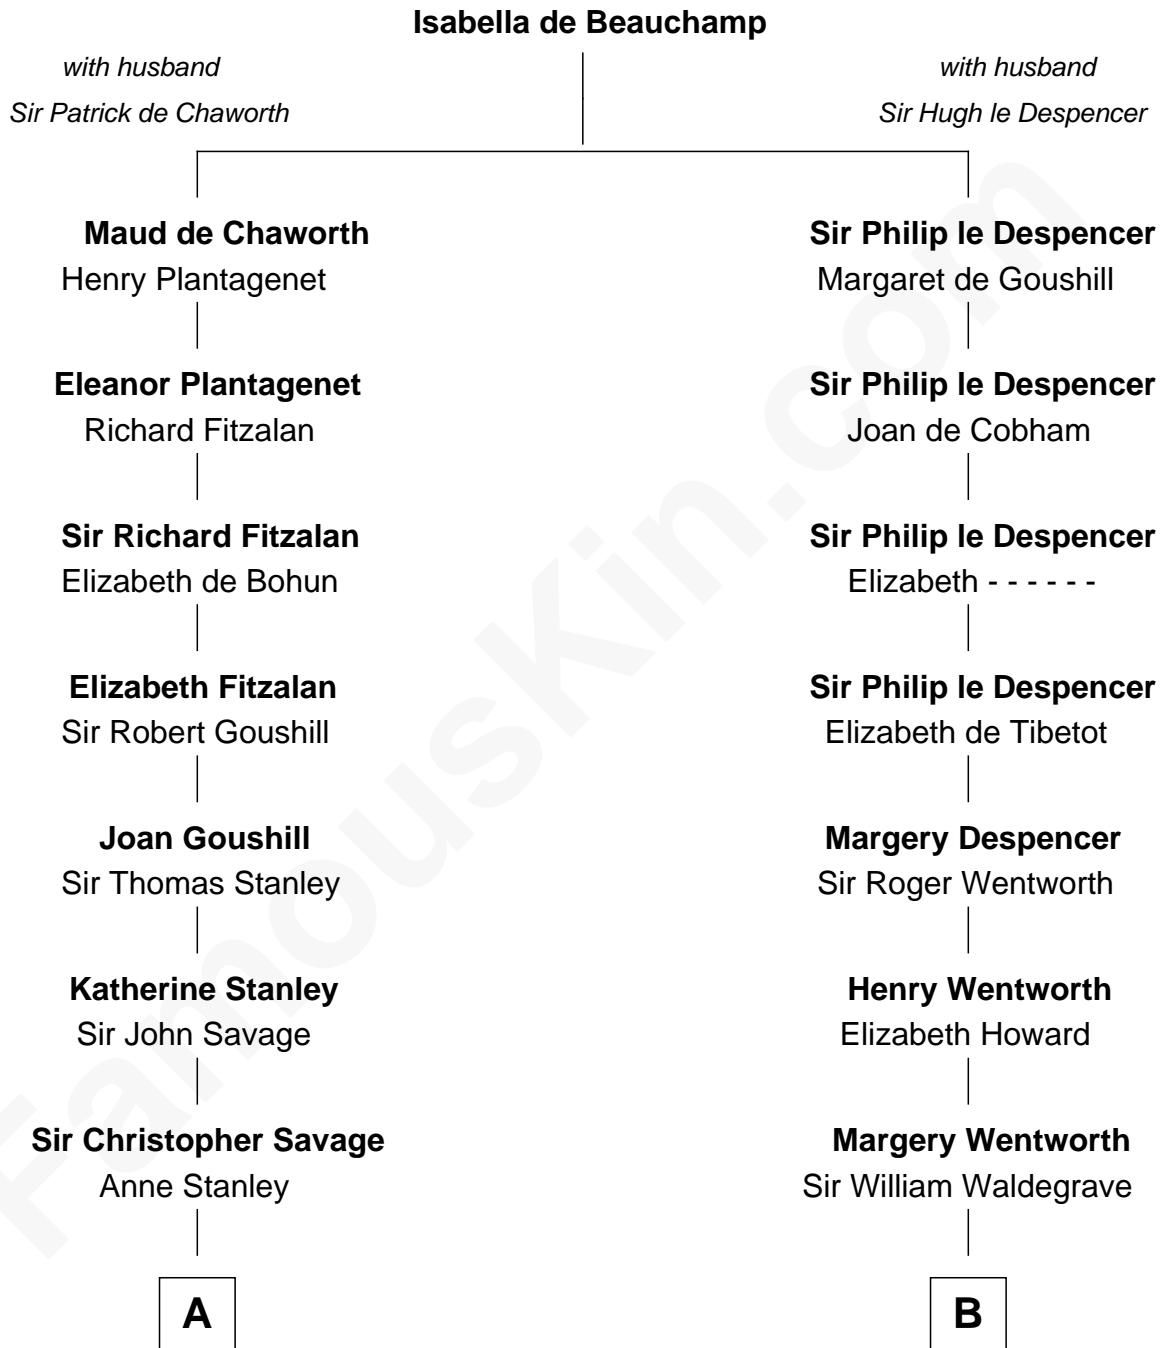 Isabella de Beauchamp
with husband
Sir Patrick de Chaworth
with husband
Sir Hugh le Despencer
Maud de Chaworth
Henry Plantagenet
Eleanor Plantagenet
Richard Fitzalan
Sir Richard Fitzalan
Elizabeth de Bohun
Elizabeth Fitzalan
Sir Robert Goushill
Joan Goushill
Sir Thomas Stanley
Katherine Stanley
Sir John Savage
Sir Christopher Savage
Anne Stanley
A
Sir Philip le Despencer
Margaret de Goushill
Sir Philip le Despencer
Joan de Cobham
Sir Philip le Despencer
Elizabeth - - - - - -
Sir Philip le Despencer
Elizabeth de Tibetot
Margery Despencer
Sir Roger Wentworth
Henry Wentworth
Elizabeth Howard
Margery Wentworth
Sir William Waldegrave
B
FamousKin.com